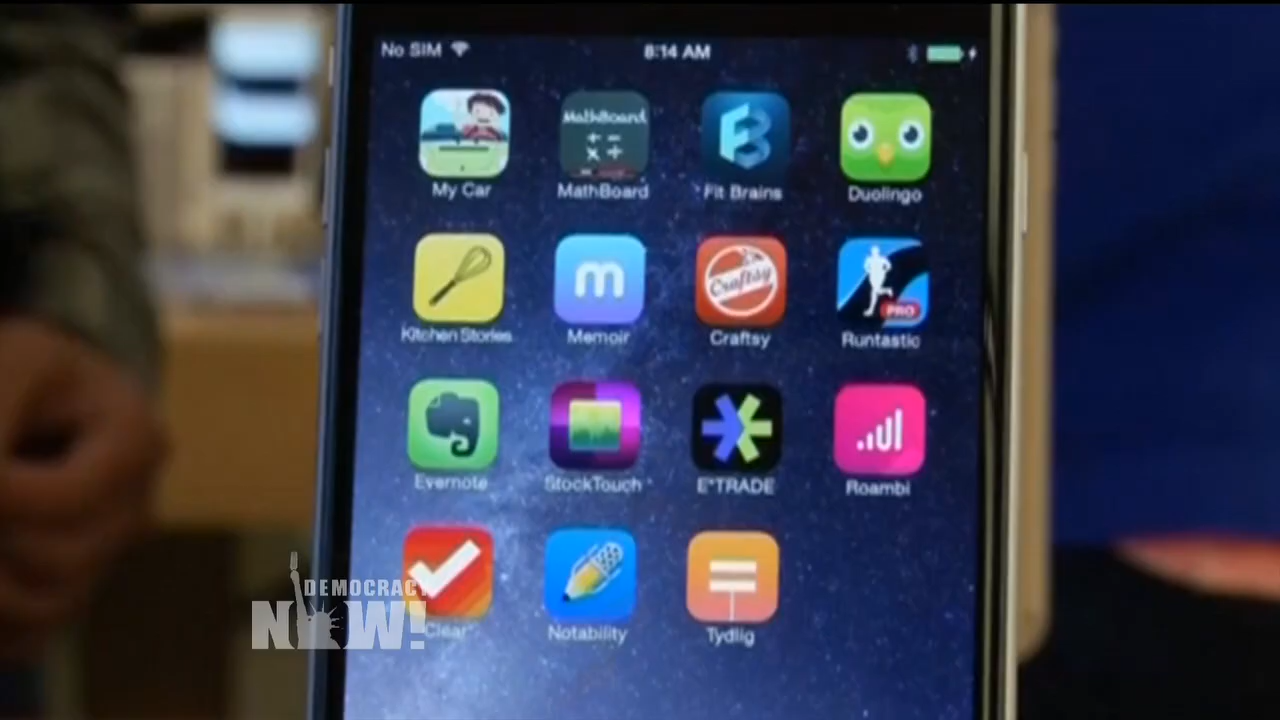 No SIM 8:14 AM
MathBoard
My Car MathBoard Fit Brains Duolingo
Craftsy
PRO
Kitchen Stories Memoir Craftsy Runtastic
Evernote StockTouch E*TRADE Roambi
DEMOCRACY
NOW!
Clear Notability Tydlig